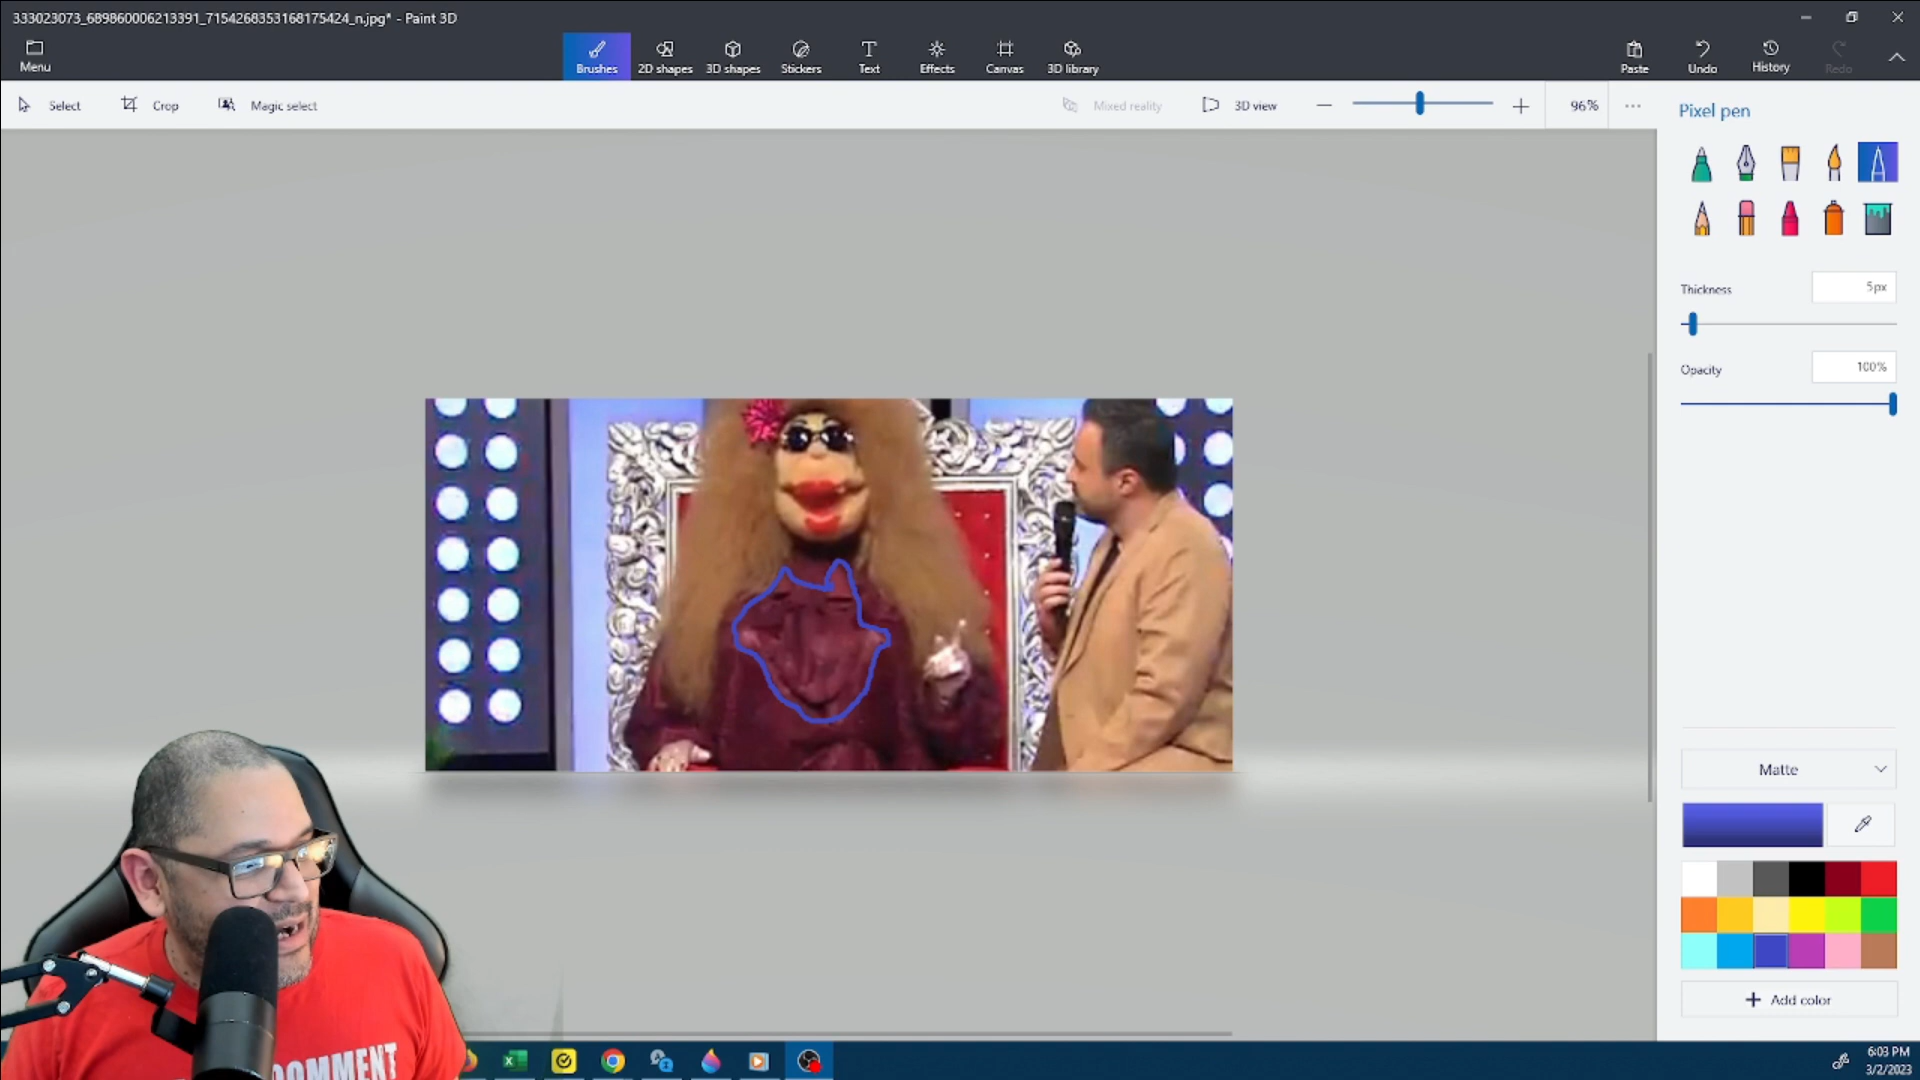 333023073_689860006213391_7154268353168175424_n.jpg* - Paint 3D
Menu
Brushes
2D shapes
3D shapes
Stickers
Text
Effects
Canvas
3D library
Paste
Undo
History
Redo
Select
Crop
Magic select
Mixed reality
3D view
96%
Pixel pen
Thickness
5px
Opacity
100%
Matte
Add color
OMMENT
6:03 PM
3/2/2023